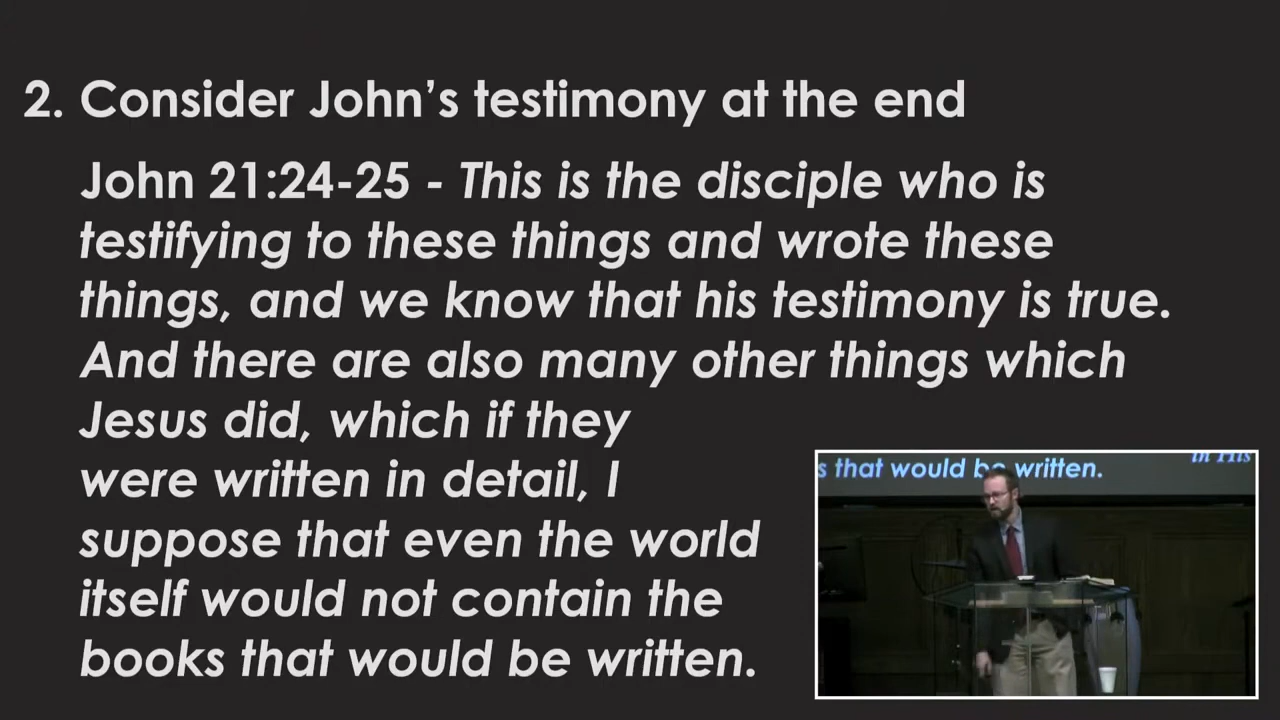 2. Consider John's testimony at the end
John 21:24-25 - This is the disciple who is
testifying to these things and wrote these
things, and we know that his testimony is true.
And there are also many other things which
Jesus did, which if they
were written in detail, I
suppose that even the world
itself would not contain the
books that would be written.
in His
s that would be written.